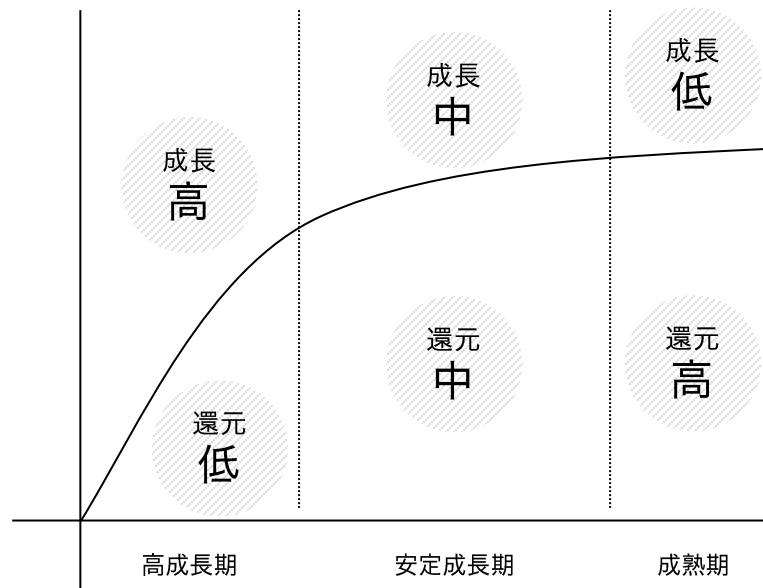 成長
高
還元
低
成長
中
還元
中
成長
低
還元
高
高成長期
安定成長期
成熟期